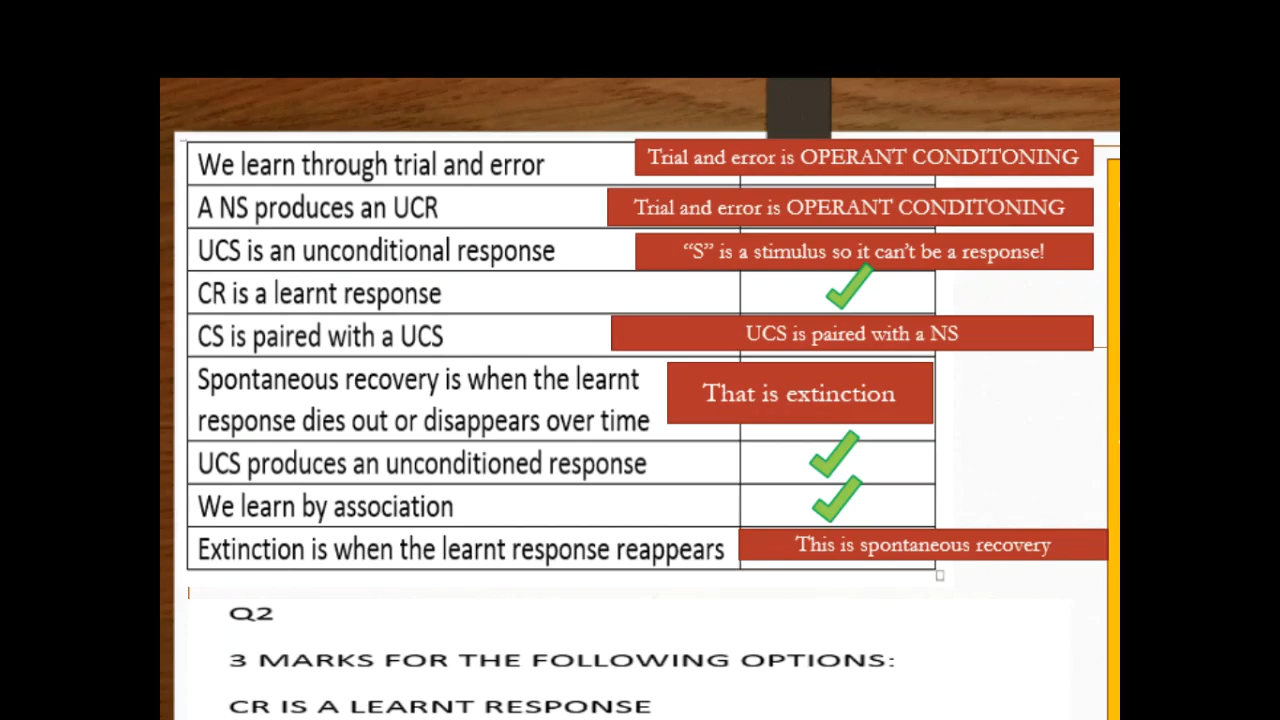 We learn through trial and error
Trial and error is OPERANT CONDITONING
A NS produces an UCR
Trial and error is OPERANT CONDITONING
UCS is an unconditional response
“S” is a stimulus so it can’t be a response!
CR is a learnt response
CS is paired with a UCS
UCS is paired with a NS
Spontaneous recovery is when the learnt
response dies out or disappears over time
That is extinction
UCS produces an unconditioned response
We learn by association
Extinction is when the learnt response reappears
This is spontaneous recovery
Q2
3 MARKS FOR THE FOLLOWING OPTIONS:
CR IS A LEARNT RESPONSE